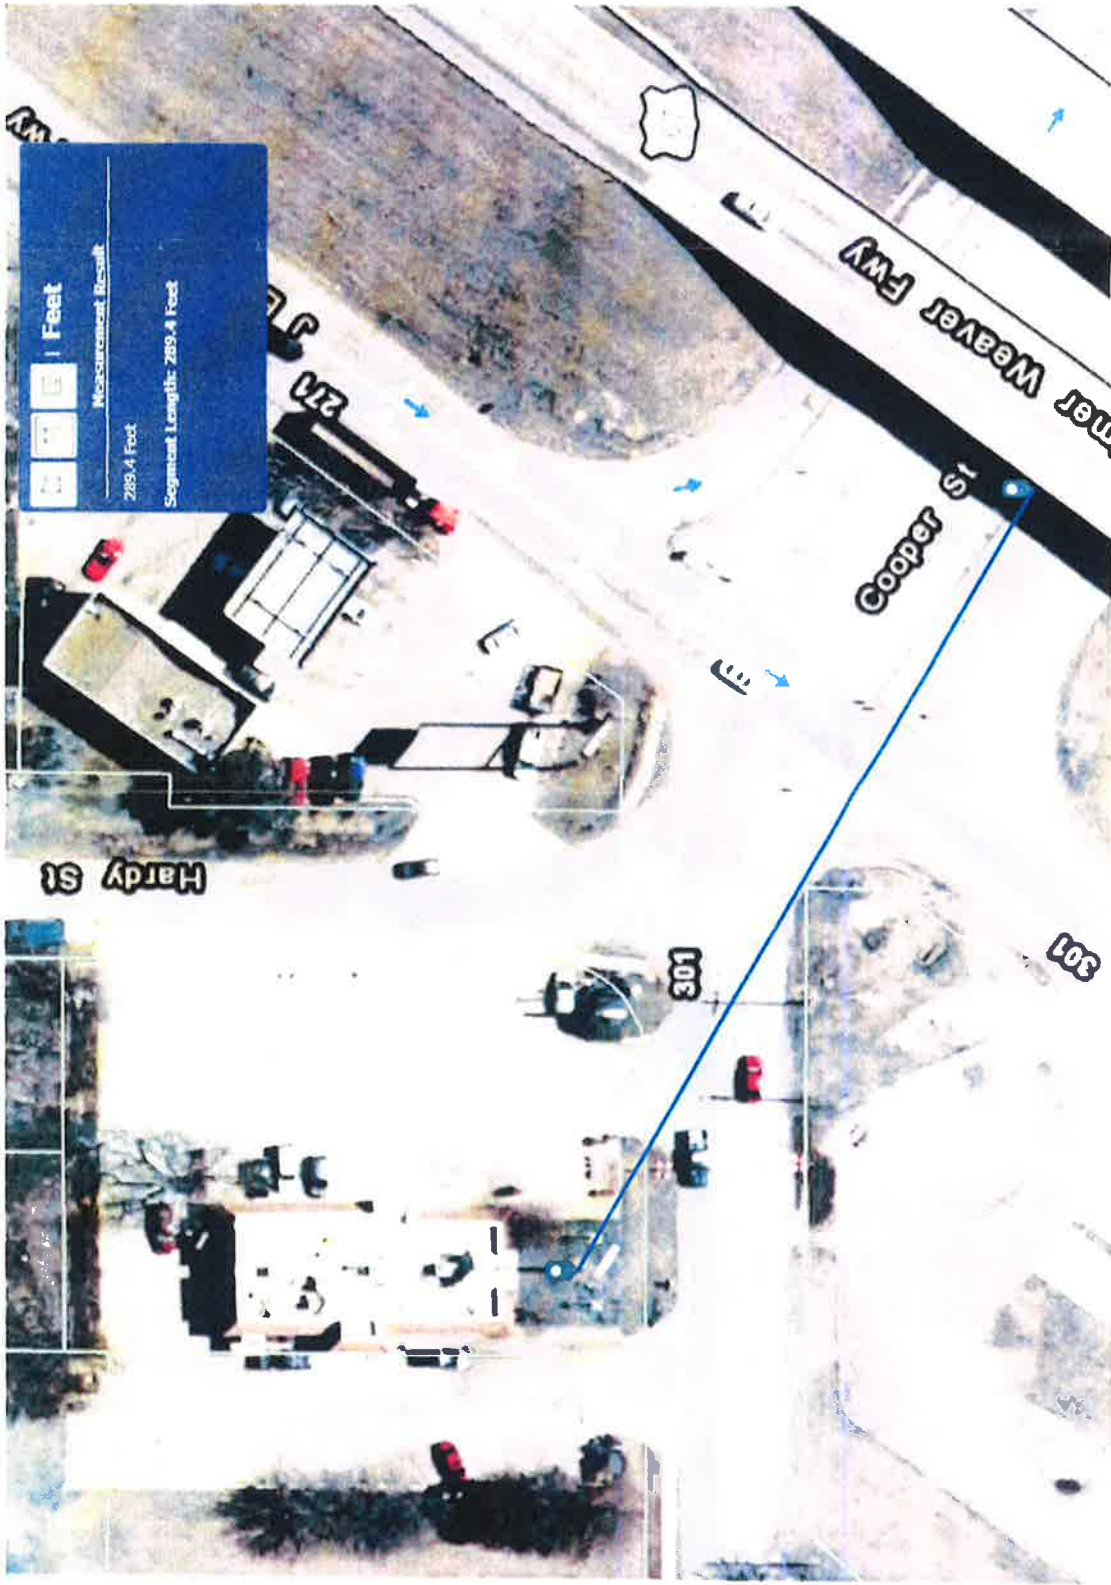 | Feet
Measurement Result
289.4 Feet
Segment Length: 289.4 Feet
271
Hardy St
301
301
Cooper St
Weaver Fwy